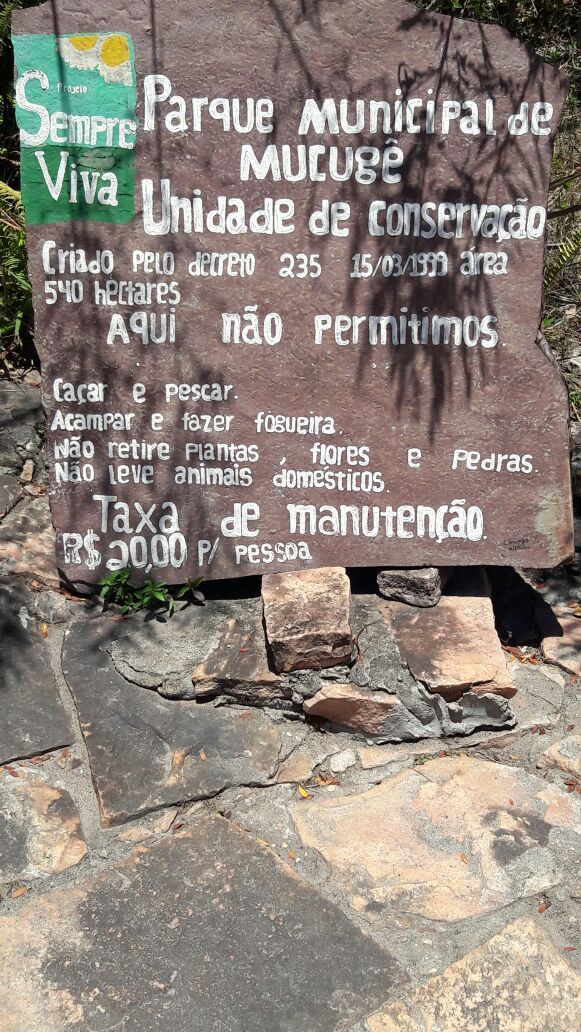 Projeto
Sempre
Viva
Parque Municipal de
Mucugê
Unidade de conservação
Criado pelo decreto 235 15/03/1999 área
540 hectares
Aqui não permitimos.
Caçar e pescar.
Acampar e fazer fogueira.
Não retire plantas, flores e pedras.
Não leve animais domésticos.
Taxa de manutenção.
R$ 20,00 P/ pessoa